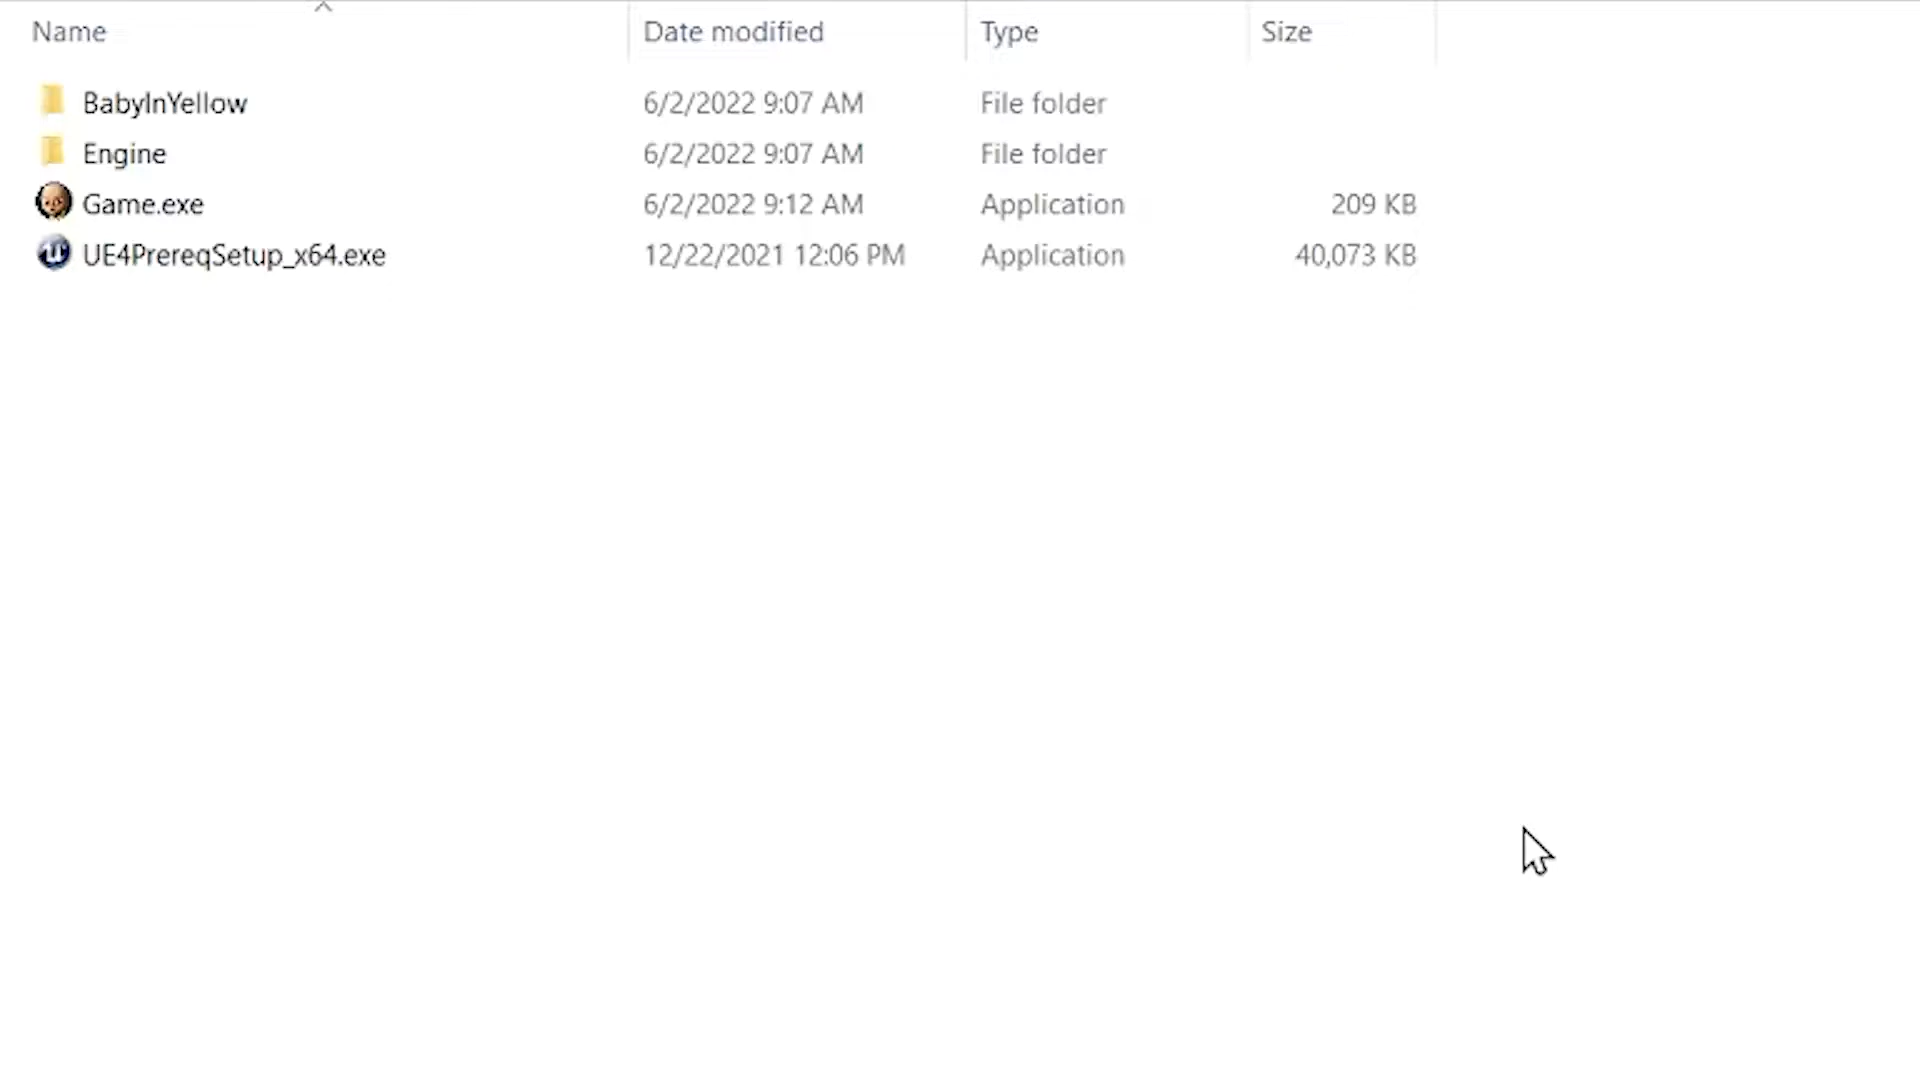 Name Date modified Type Size
BabyInYellow 6/2/2022 9:07 AM File folder
Engine 6/2/2022 9:07 AM File folder
Game.exe 6/2/2022 9:12 AM Application 209 KB
UE4PrereqSetup_x64.exe 12/22/2021 12:06 PM Application 40,073 KB